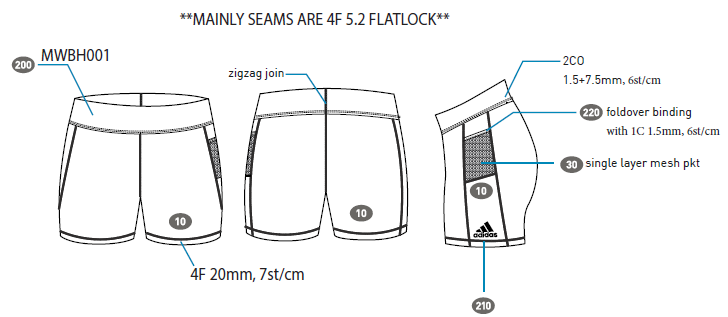 **MAINLY SEAMS ARE 4F 5.2 FLATLOCK**
200 MWBH001
zigzag join
2CO
1.5+7.5mm, 6st/cm
220 foldover binding
with 1C 1.5mm, 6st/cm
30 single layer mesh pkt
10
10
10
adidas
4F 20mm, 7st/cm
210